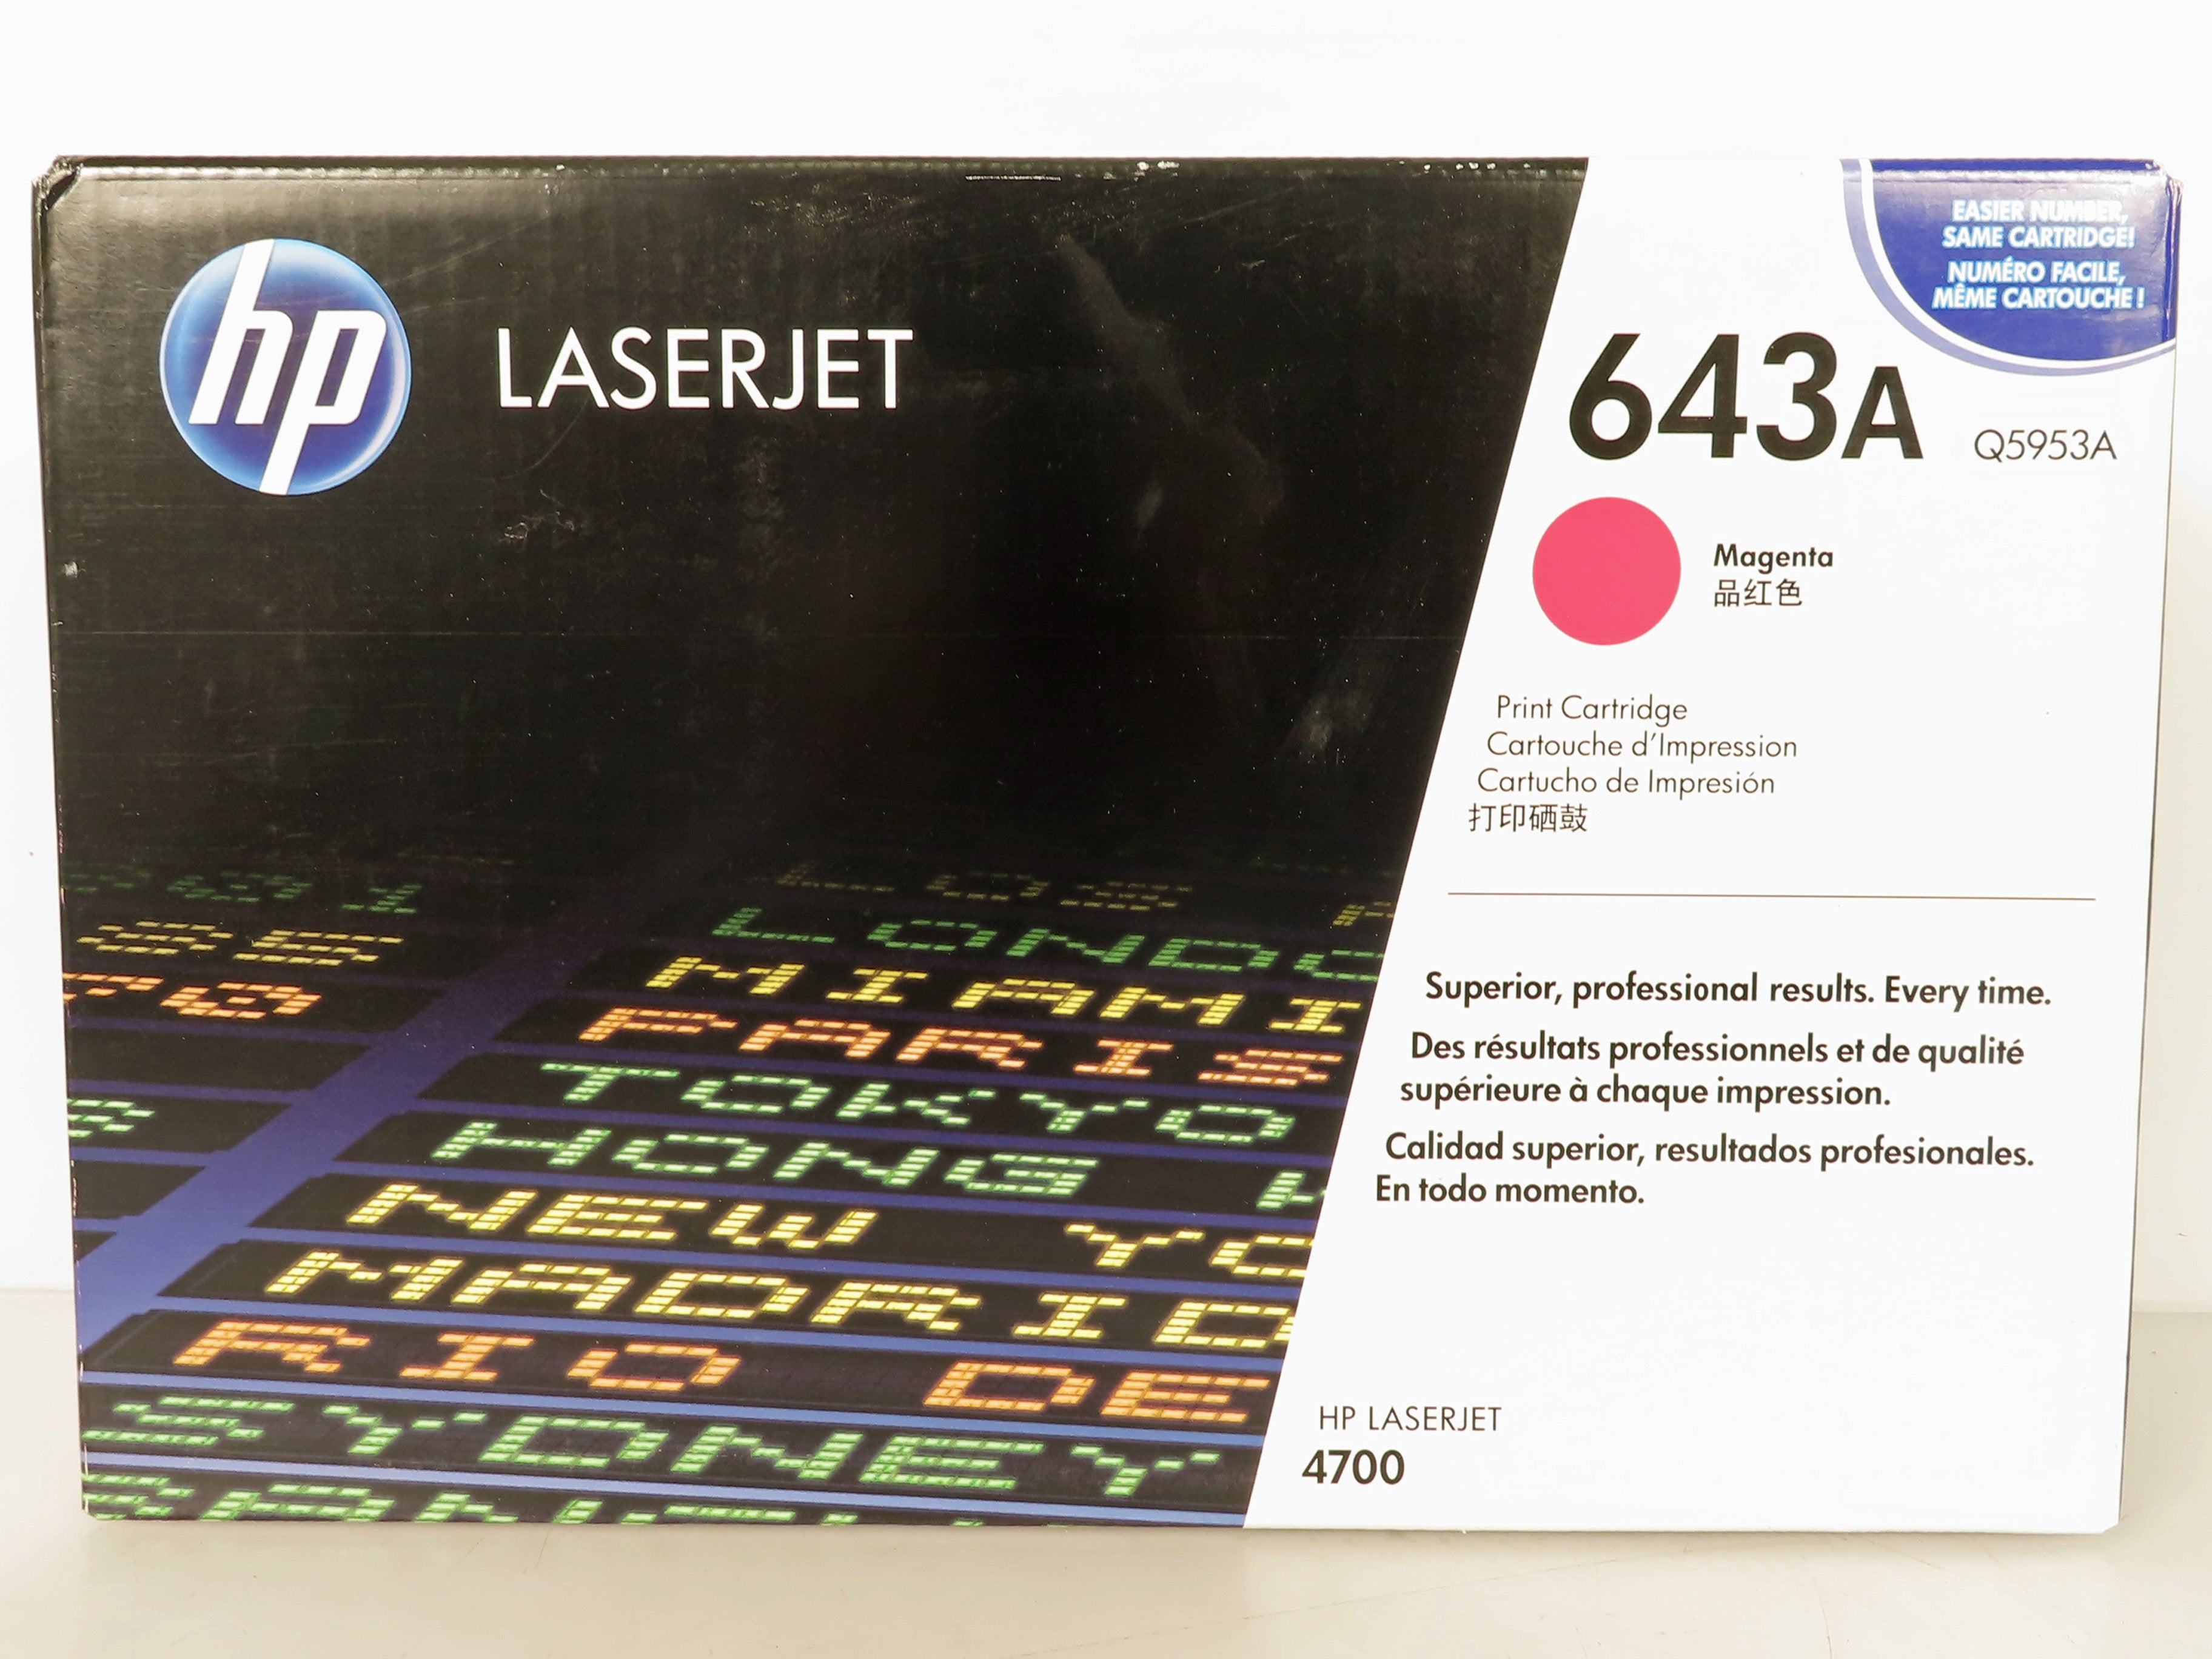 EASIER NUMBER,
SAME CARTRIDGE!
NUMÉRO FACILE,
MÊME CARTOUCHE !
hp
LASERJET
643A
Q5953A
Magenta
品红色
Print Cartridge
Cartouche d'Impression
Cartucho de Impresión
打印硒鼓
Superior, professional results. Every time.
Des résultats professionnels et de qualité
supérieure à chaque impression.
Calidad superior, resultados profesionales.
En todo momento.
HP LASERJET
4700
LONDO
MIAMI
PARIS
TOKYO
HONG K
NEW YO
MADRID
RIO DE
SYDNEY